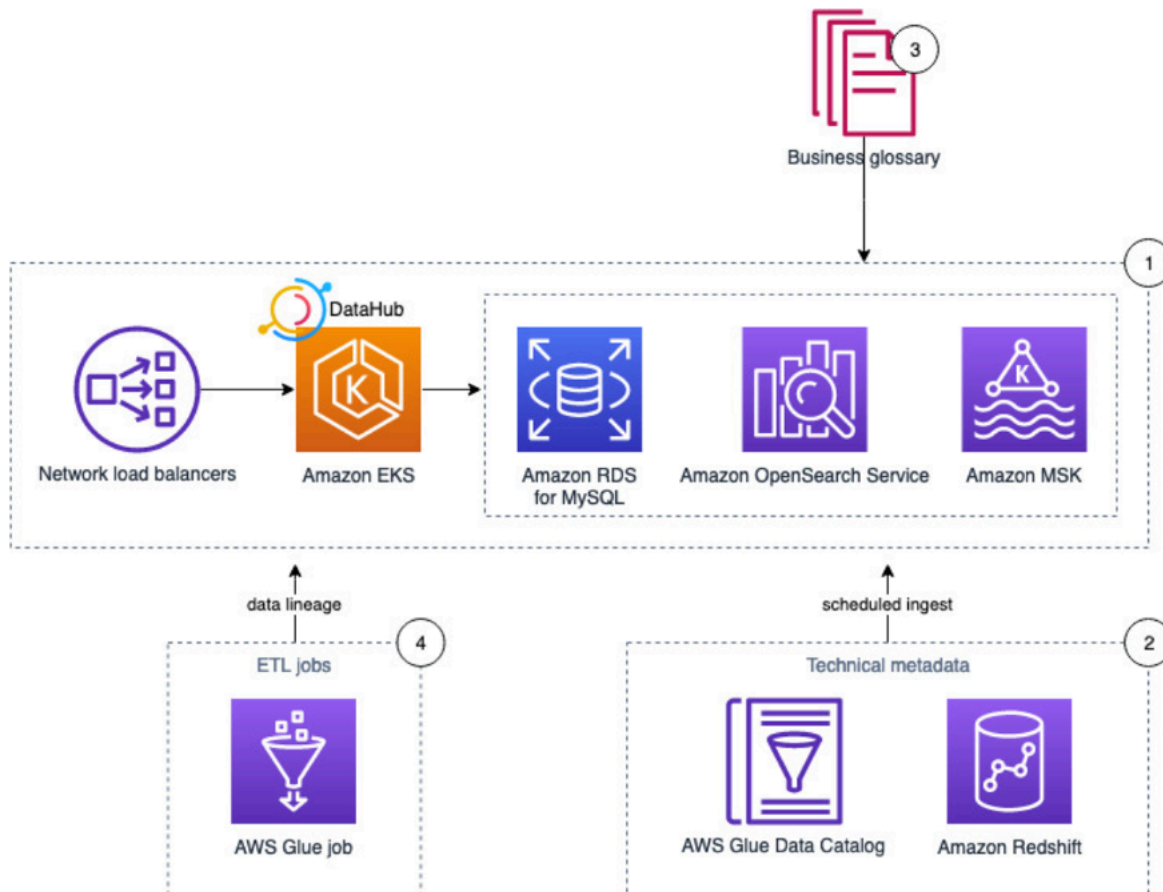 3
Business glossary
1
DataHub
K
K
Network load balancers
Amazon EKS
Amazon RDS
for MySQL
Amazon OpenSearch Service
Amazon MSK
data lineage
scheduled ingest
4
2
ETL jobs
Technical metadata
AWS Glue job
AWS Glue Data Catalog
Amazon Redshift